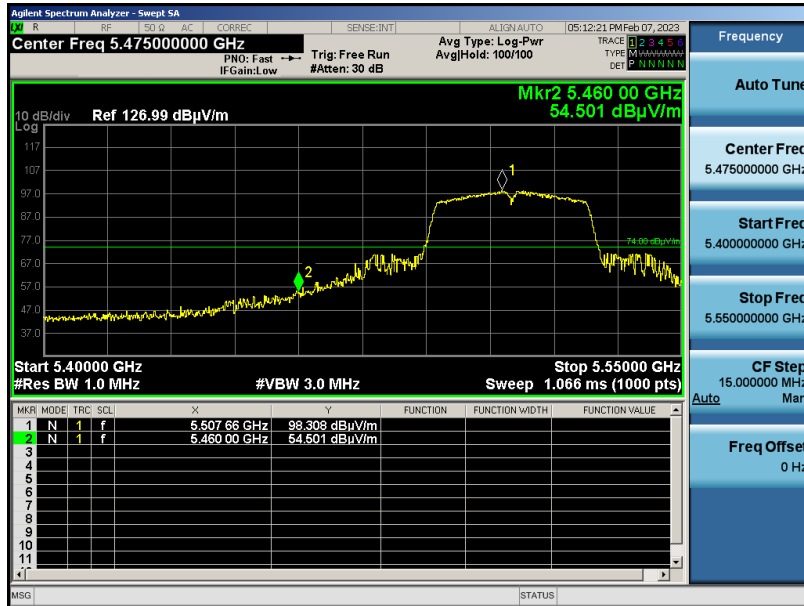 Agilent Spectrum Analyzer - Swept SA
LXI R RF 50 Ω AC CORREC SENSE:INT ALIGN AUTO 05:12:21 PM Feb 07, 2023
Center Freq 5.475000000 GHz
PNO: Fast
IFGain:Low
Trig: Free Run
#Atten: 30 dB
Avg Type: Log-Pwr
Avg|Hold: 100/100
TRACE 1 2 3 4 5 6
TYPE M
DET P N N N N N
Mkr2 5.460 00 GHz
54.501 dBµV/m
10 dB/div Ref 126.99 dBµV/m
Log
117
107
97.0
87.0
77.0
67.0
57.0
47.0
37.0
1
2
74.00 dBµV/m
Start 5.40000 GHz Stop 5.55000 GHz
#Res BW 1.0 MHz #VBW 3.0 MHz Sweep 1.066 ms (1000 pts)
MKR MODE TRC SCL X Y FUNCTION FUNCTION WIDTH FUNCTION VALUE
1 N 1 f 5.507 66 GHz 98.308 dBµV/m
2 N 1 f 5.460 00 GHz 54.501 dBµV/m
3
4
5
6
7
8
9
10
11
MSG STATUS
Frequency
Auto Tune
Center Freq
5.475000000 GHz
Start Freq
5.400000000 GHz
Stop Freq
5.550000000 GHz
CF Step
15.000000 MHz
Auto Man
Freq Offset
0 Hz